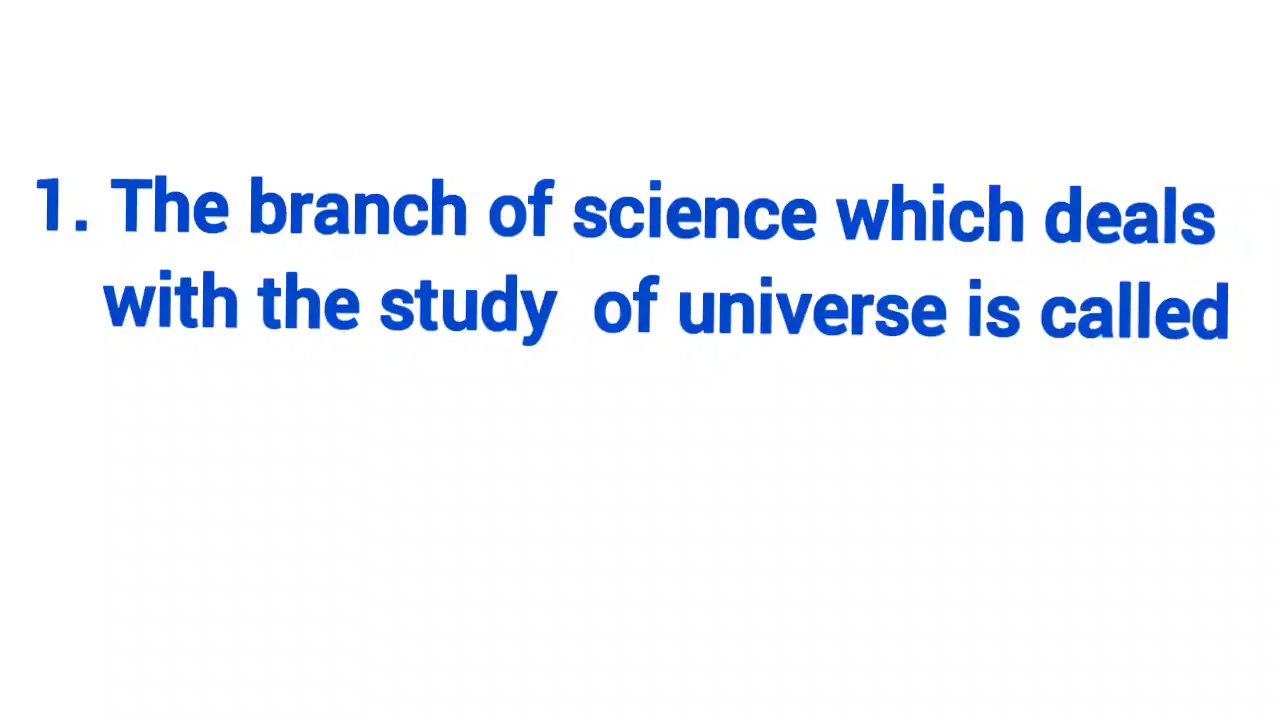 1. The branch of science which deals
with the study of universe is called